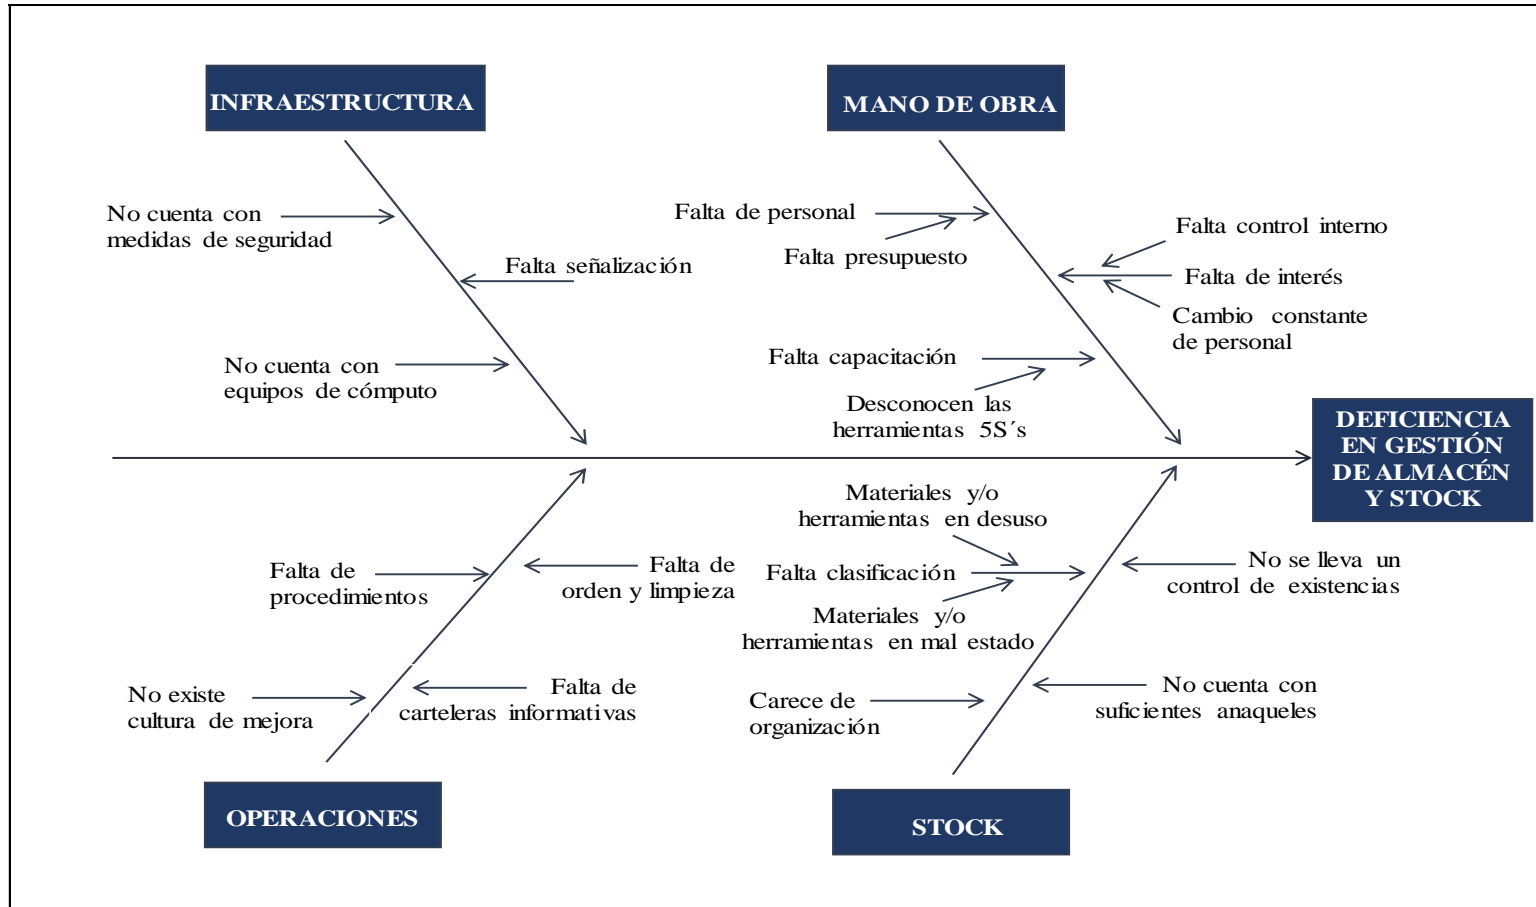 INFRAESTRUCTURA
MANO DE OBRA
No cuenta con
medidas de seguridad
Falta señalización
No cuenta con
equipos de cómputo
Falta de personal
Falta presupuesto
Falta control interno
Falta de interés
Cambio constante
de personal
Falta capacitación
Desconocen las
herramientas 5S´s
DEFICIENCIA
EN GESTIÓN
DE ALMACÉN
Y STOCK
Falta de
procedimientos
Falta de
orden y limpieza
No existe
cultura de mejora
Falta de
carteleras informativas
Materiales y/o
herramientas en desuso
Falta clasificación
Materiales y/o
herramientas en mal estado
No se lleva un
control de existencias
Carece de
organización
No cuenta con
suficientes anaqueles
OPERACIONES
STOCK